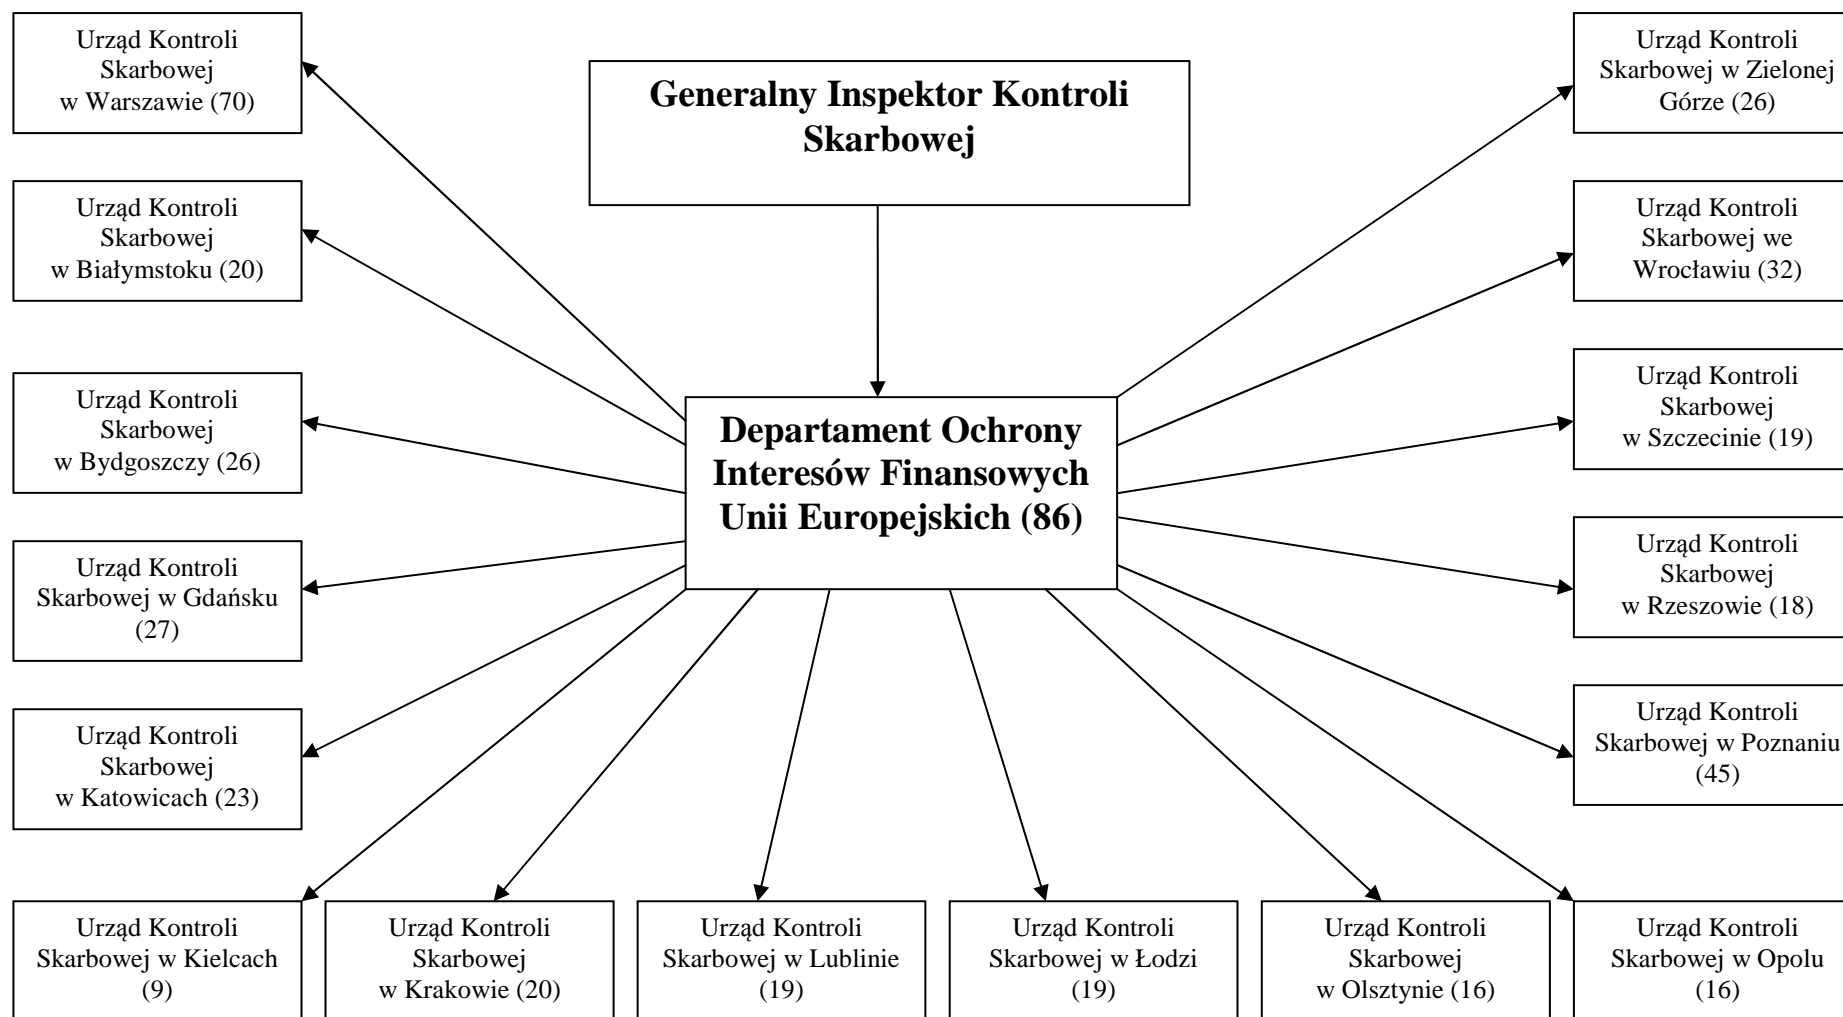 Urząd Kontroli
Skarbowej
w Warszawie (70)
Generalny Inspektor Kontroli
Skarbowej
Urząd Kontroli
Skarbowej w Zielonej
Górze (26)
Urząd Kontroli
Skarbowej
w Białymstoku (20)
Urząd Kontroli
Skarbowej we
Wrocławiu (32)
Urząd Kontroli
Skarbowej
w Bydgoszczy (26)
Departament Ochrony
Interesów Finansowych
Unii Europejskich (86)
Urząd Kontroli
Skarbowej
w Szczecinie (19)
Urząd Kontroli
Skarbowej w Gdańsku
(27)
Urząd Kontroli
Skarbowej
w Rzeszowie (18)
Urząd Kontroli
Skarbowej
w Katowicach (23)
Urząd Kontroli
Skarbowej w Poznaniu
(45)
Urząd Kontroli
Skarbowej w Kielcach
(9)
Urząd Kontroli
Skarbowej
w Krakowie (20)
Urząd Kontroli
Skarbowej w Lublinie
(19)
Urząd Kontroli
Skarbowej w Łodzi
(19)
Urząd Kontroli
Skarbowej
w Olsztynie (16)
Urząd Kontroli
Skarbowej w Opolu
(16)